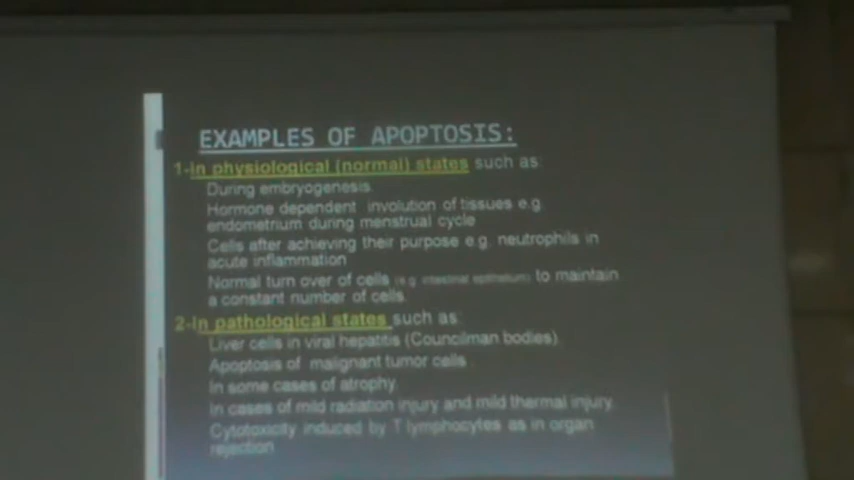 EXAMPLES OF APOPTOSIS:
1-In physiological (normal) states such as:
During embryogenesis.
Hormone dependent involution of tissues e.g.
endometrium during menstrual cycle
Cells after achieving their purpose e.g. neutrophils in
acute inflammation
Normal turn over of cells (e.g. intestinal epithelium) to maintain
a constant number of cells.
2-In pathological states such as:
Liver cells in viral hepatitis (Councilman bodies).
Apoptosis of malignant tumor cells
In some cases of atrophy.
In cases of mild radiation injury and mild thermal injury.
Cytotoxicity induced by T lymphocytes as in organ
rejection